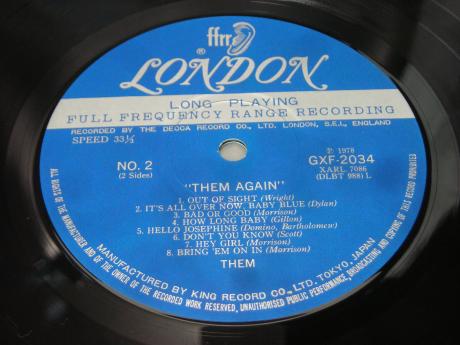 ffrr
® LONDON
LONG PLAYING
FULL FREQUENCY RANGE RECORDING
RECORDED BY THE DECCA RECORD CO., LTD. LONDON, S.E.I., ENGLAND
SPEED 33⅓
NO. 2
(2 Sides)
℗ 1978
GXF-2034
XARL 7086
(DLBT 988) L
"THEM AGAIN"
1. OUT OF SIGHT (Wright)
2. IT'S ALL OVER NOW, BABY BLUE (Dylan)
3. BAD OR GOOD (Morrison)
4. HOW LONG BABY (Gillon)
5. HELLO JOSEPHINE (Domino, Bartholomew)
6. DON'T YOU KNOW (Scott)
7. HEY GIRL (Morrison)
8. BRING 'EM ON IN (Morrison)
THEM
MANUFACTURED BY KING RECORD CO., LTD. TOKYO, JAPAN
ALL RIGHTS OF THE MANUFACTURER AND OF THE OWNER OF THE RECORDED WORK RESERVED, UNAUTHORISED PUBLIC PERFORMANCE, BROADCASTING AND COPYING OF THIS RECORD PROHIBITED